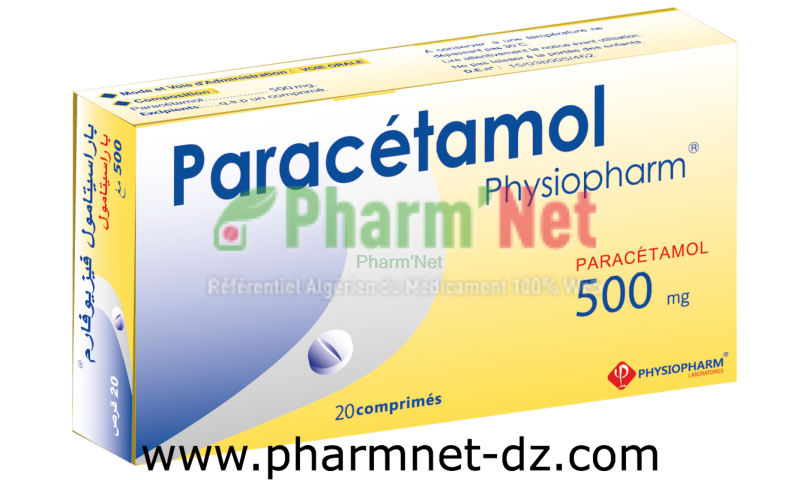 Mode et Voie d'Administration : VOIE ORALE
Composition :
Paracétamol................500 mg.
Excipients.......q.s.p un comprimé
A conserver à une température ne
dépassant pas 30°C
Lire attentivement la notice avant utilisation.
Ne pas laisser à la portée des enfants
باراسيتامول فيزيوفارم®
باراسيتامول
500 مغ
20 قرص
Paracétamol
Physiopharm®
Pharm'Net
Pharm'Net
Référentiel Algérien du Médicament 100% Web
PARACÉTAMOL
500 mg
PHYSIOPHARM®
LABORATOIRES
20 comprimés
www.pharmnet-dz.com